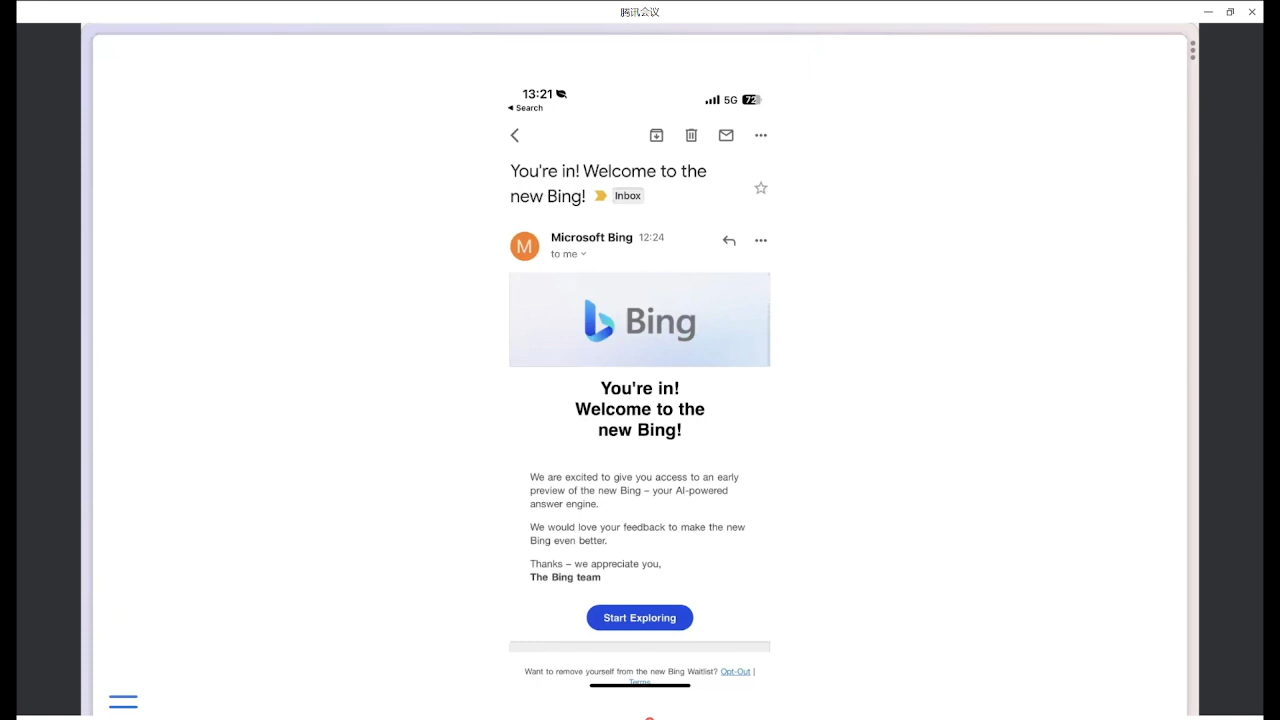 腾讯会议
13:21
5G 72
Search
You're in! Welcome to the
new Bing! Inbox
M
Microsoft Bing 12:24
to me
Bing
You're in!
Welcome to the
new Bing!
We are excited to give you access to an early
preview of the new Bing – your AI-powered
answer engine.
We would love your feedback to make the new
Bing even better.
Thanks – we appreciate you,
The Bing team
Start Exploring
Want to remove yourself from the new Bing Waitlist? Opt-Out |
Terms